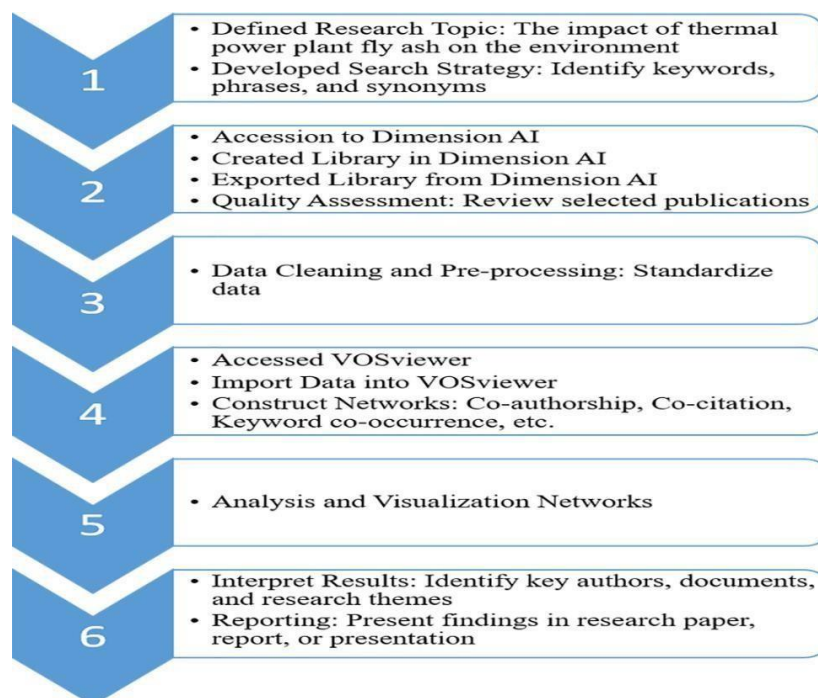 1
• Defined Research Topic: The impact of thermal
power plant fly ash on the environment
• Developed Search Strategy: Identify keywords,
phrases, and synonyms
2
• Accession to Dimension AI
• Created Library in Dimension AI
• Exported Library from Dimension AI
• Quality Assessment: Review selected publications
3
• Data Cleaning and Pre-processing: Standardize
data
4
• Accessed VOSviewer
• Import Data into VOSviewer
• Construct Networks: Co-authorship, Co-citation,
Keyword co-occurrence, etc.
5
• Analysis and Visualization Networks
6
• Interpret Results: Identify key authors, documents,
and research themes
• Reporting: Present findings in research paper,
report, or presentation